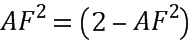 AF² = (2 − AF²)